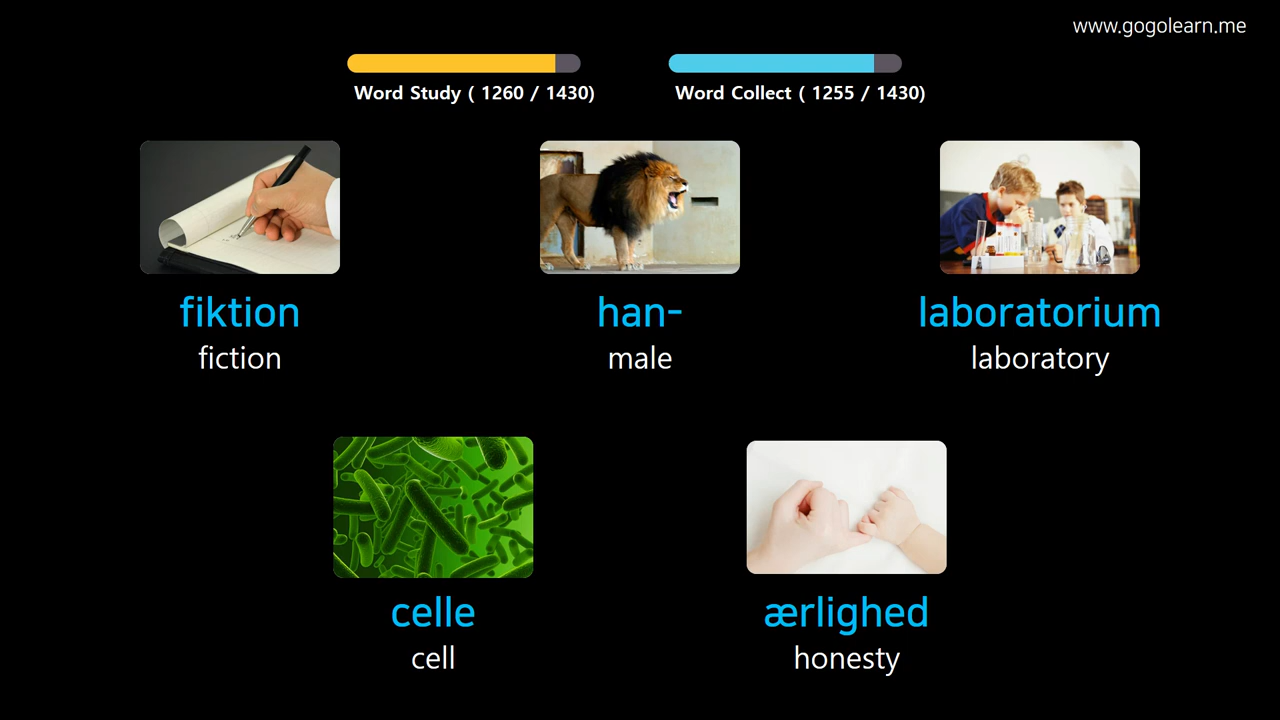 www.gogolearn.me
Word Study ( 1260 / 1430)
Word Collect ( 1255 / 1430)
fiktion
fiction
han-
male
laboratorium
laboratory
celle
cell
ærlighed
honesty